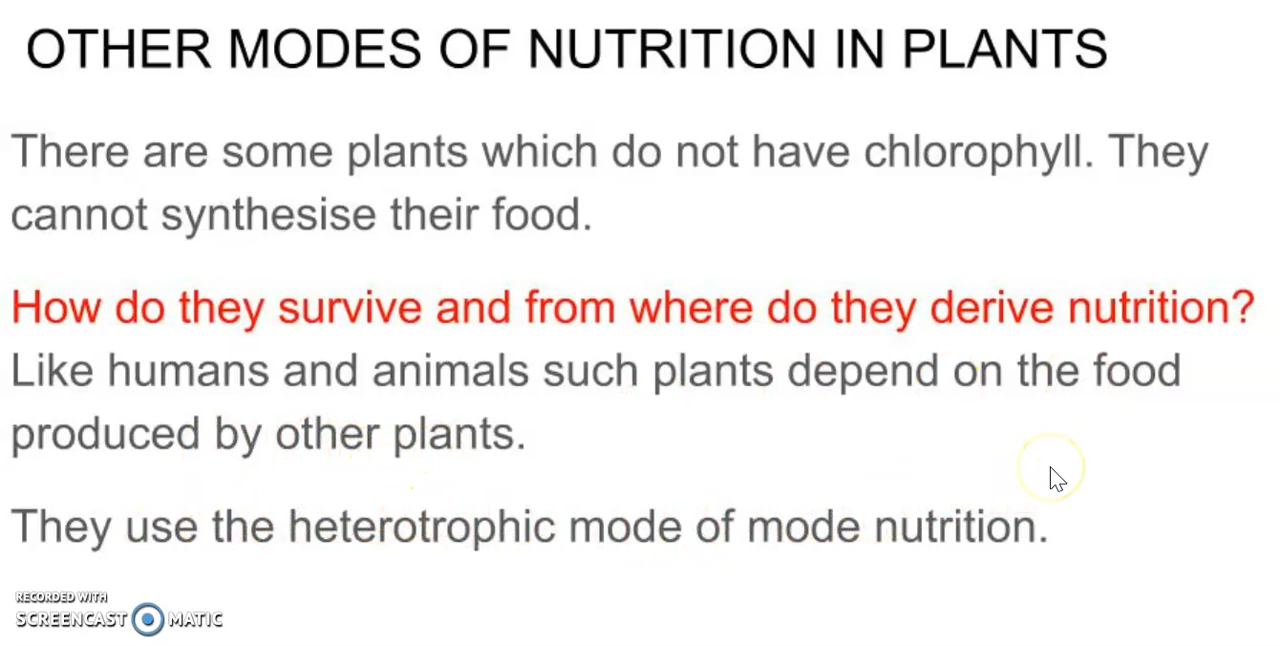 OTHER MODES OF NUTRITION IN PLANTS
There are some plants which do not have chlorophyll. They
cannot synthesise their food.
How do they survive and from where do they derive nutrition?
Like humans and animals such plants depend on the food
produced by other plants.
They use the heterotrophic mode of mode nutrition.
RECORDED WITH
SCREENCAST MATIC